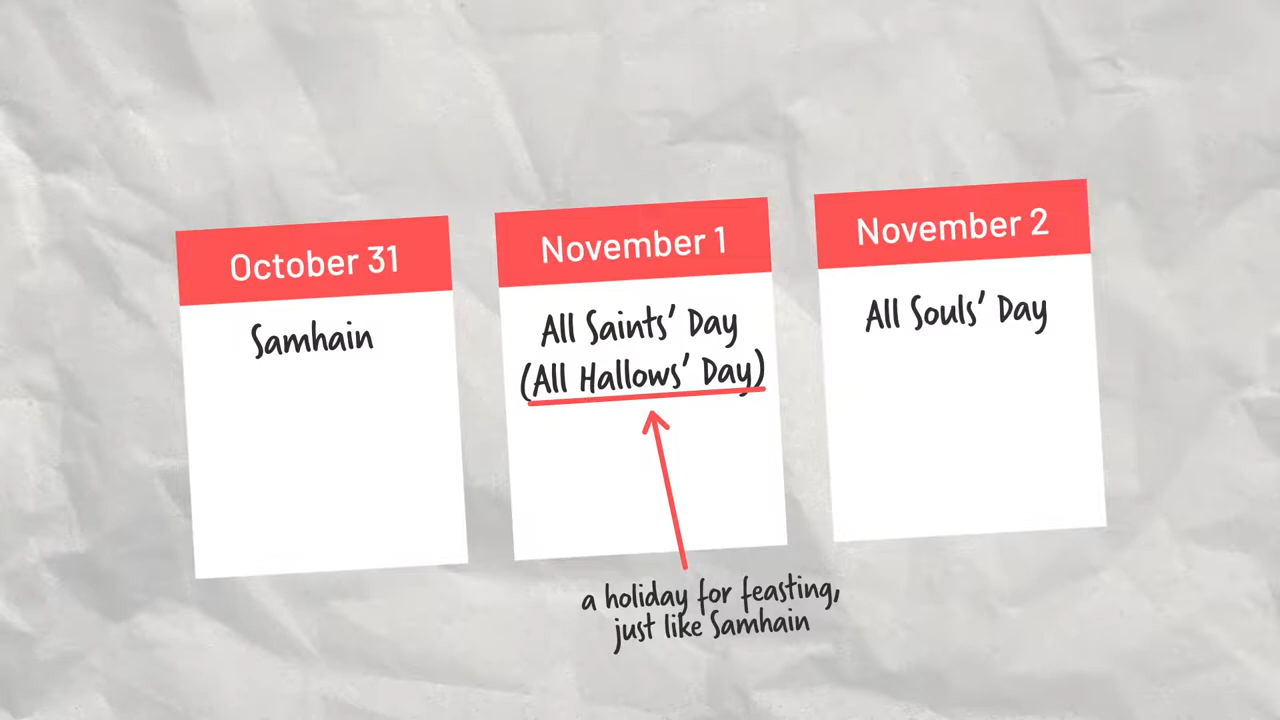 October 31
Samhain
November 1
All Saints' Day
(All Hallows' Day)
November 2
All Souls' Day
a holiday for feasting,
just like Samhain